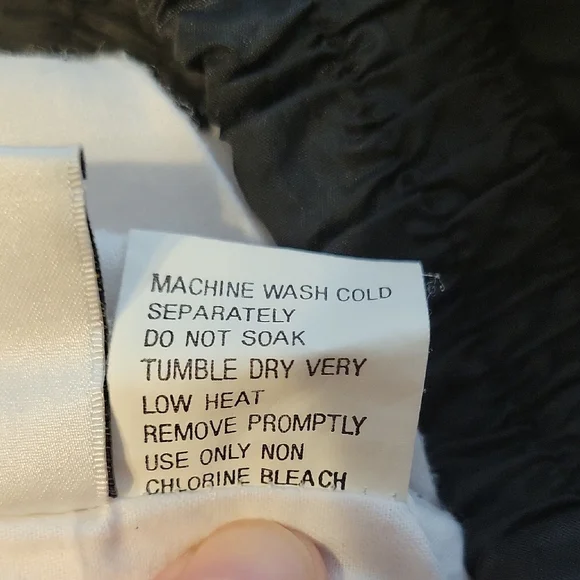 MACHINE WASH COLD
SEPARATELY
DO NOT SOAK
TUMBLE DRY VERY
LOW HEAT
REMOVE PROMPTLY
USE ONLY NON
CHLORINE BLEACH